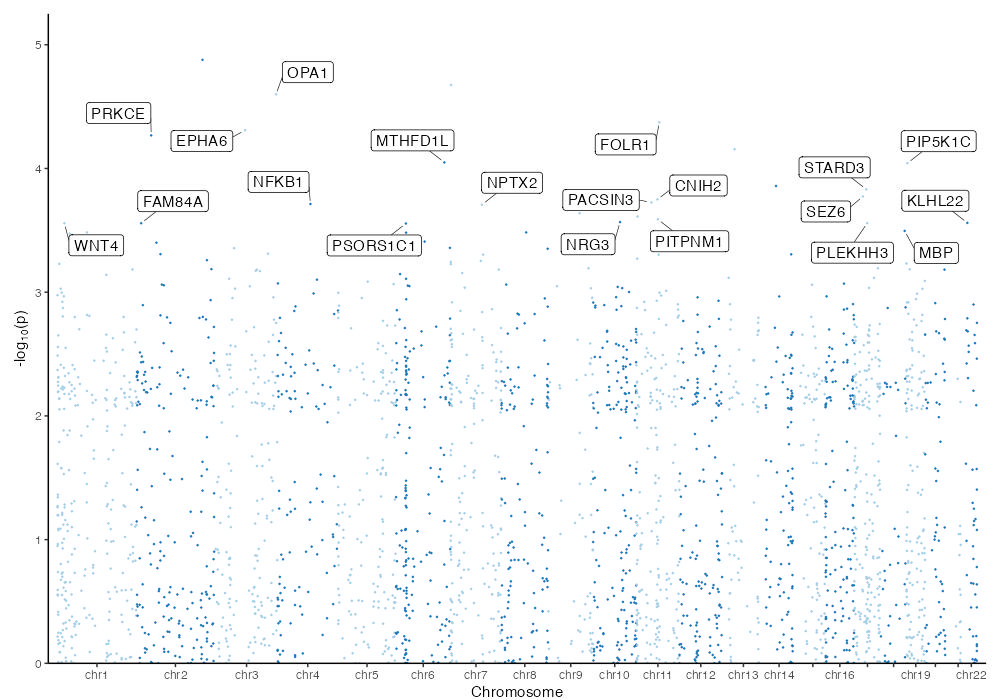 5
OPA1
PRKCE
EPHA6
MTHFD1L
FOLR1
PIP5K1C
4
STARD3
NFKB1
NPTX2
CNIH2
FAM84A
PACSIN3
SEZ6
KLHL22
WNT4
PSORS1C1
NRG3
PITPNM1
PLEKHH3
MBP
3
-log10(p)
2
1
0
chr1 chr2 chr3 chr4 chr5 chr6 chr7 chr8 chr9 chr10 chr11 chr12 chr13 chr14 chr16 chr17 chr19 chr22
Chromosome